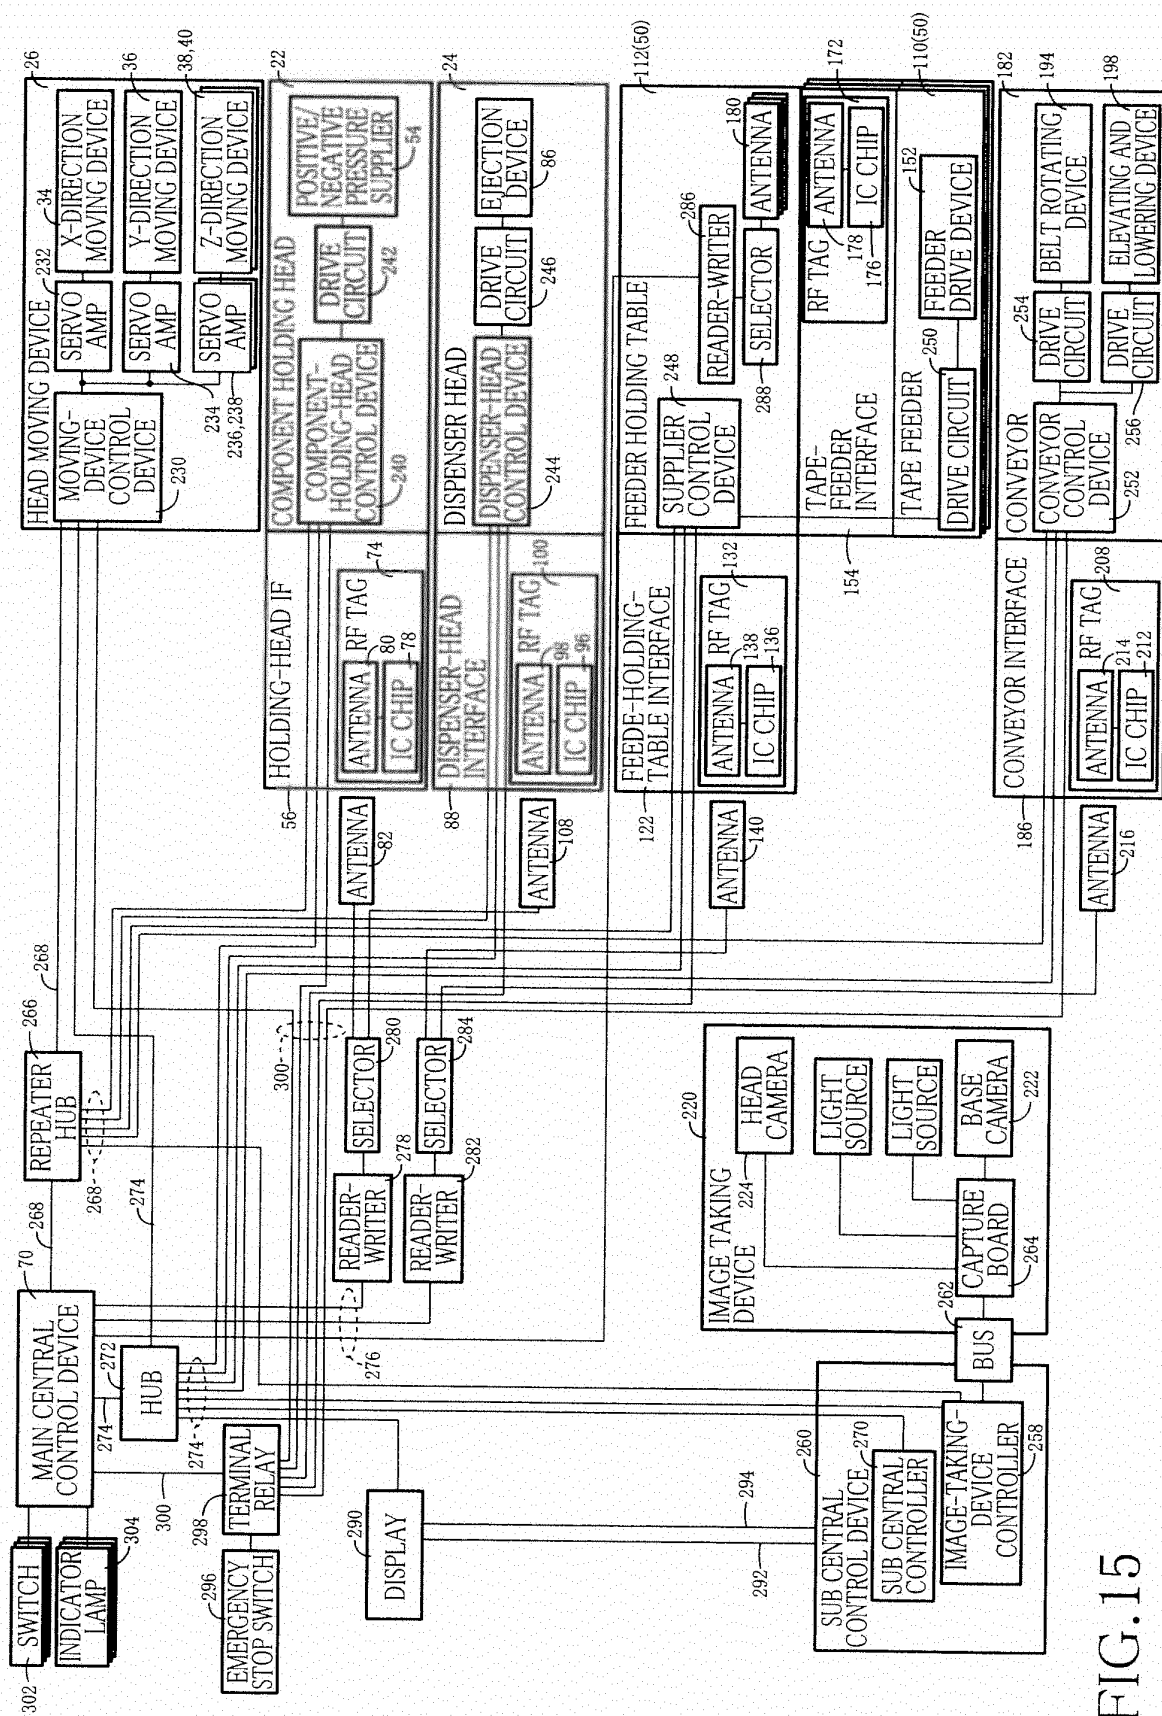 SWITCH
302
INDICATOR
LAMP
304
MAIN CENTRAL
CONTROL DEVICE
70
268
REPEATER
HUB
266
268
268
274
272
HUB
274
274
300
EMERGENCY
STOP SWITCH
296
TERMINAL
RELAY
298
DISPLAY
290
292
294
276
READER-
WRITER
278
READER-
WRITER
282
SELECTOR
280
SELECTOR
284
300
SUB CENTRAL
CONTROL DEVICE
260
SUB CENTRAL
CONTROLLER
270
IMAGE-TAKING-
DEVICE
CONTROLLER
258
BUS
262
IMAGE TAKING
DEVICE
220
CAPTURE
BOARD
264
HEAD
CAMERA
224
LIGHT
SOURCE
LIGHT
SOURCE
BASE
CAMERA
222
HEAD MOVING DEVICE
26
MOVING-
DEVICE
CONTROL
DEVICE
230
SERVO
AMP
232
SERVO
AMP
234
SERVO
AMP
236,238
X-DIRECTION
MOVING DEVICE
34
Y-DIRECTION
MOVING DEVICE
36
Z-DIRECTION
MOVING DEVICE
38,40
HOLDING-HEAD IF
56
RF TAG
74
ANTENNA
80
IC CHIP
78
ANTENNA
82
COMPONENT HOLDING HEAD
22
COMPONENT-
HOLDING-HEAD
CONTROL DEVICE
240
DRIVE
CIRCUIT
242
POSITIVE/
NEGATIVE
PRESSURE
SUPPLIER
54
DISPENSER-HEAD
INTERFACE
88
RF TAG
100
ANTENNA
98
IC CHIP
96
ANTENNA
108
DISPENSER HEAD
24
DISPENSER-HEAD
CONTROL DEVICE
244
DRIVE
CIRCUIT
246
EJECTION
DEVICE
86
FEEDE-HOLDING-
TABLE INTERFACE
122
RF TAG
132
ANTENNA
138
IC CHIP
136
ANTENNA
140
FEEDER HOLDING TABLE
112(50)
SUPPLIER
CONTROL
DEVICE
248
READER-WRITER
286
SELECTOR
288
ANTENNA
180
TAPE-
FEEDER
INTERFACE
154
RF TAG
172
ANTENNA
178
IC CHIP
176
TAPE FEEDER
110(50)
DRIVE CIRCUIT
250
FEEDER
DRIVE DEVICE
152
CONVEYOR INTERFACE
186
RF TAG
208
ANTENNA
214
IC CHIP
212
ANTENNA
216
CONVEYOR
182
CONVEYOR
CONTROL
DEVICE
252
DRIVE
CIRCUIT
254
DRIVE
CIRCUIT
256
BELT ROTATING
DEVICE
194
ELEVATING AND
LOWERING DEVICE
198
FIG.15